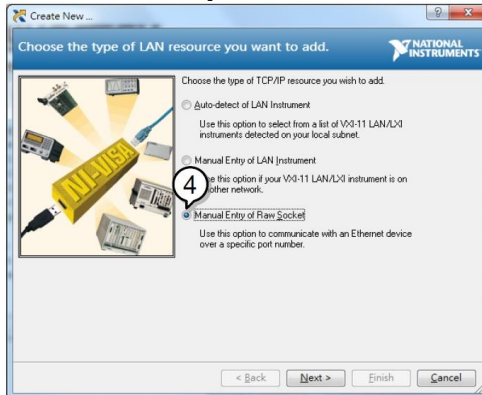 Create New ...
Choose the type of LAN resource you want to add.
NATIONAL
INSTRUMENTS
Choose the type of TCP/IP resource you wish to add.
Auto-detect of LAN Instrument
Use this option to select from a list of VXI-11 LAN/LXI
instruments detected on your local subnet.
Manual Entry of LAN Instrument
this option if your VXI-11 LAN/LXI instrument is on
other network.
4
Manual Entry of Raw Socket
Use this option to communicate with an Ethernet device
over a specific port number.
NI-VISA
< Back
Next >
Finish
Cancel